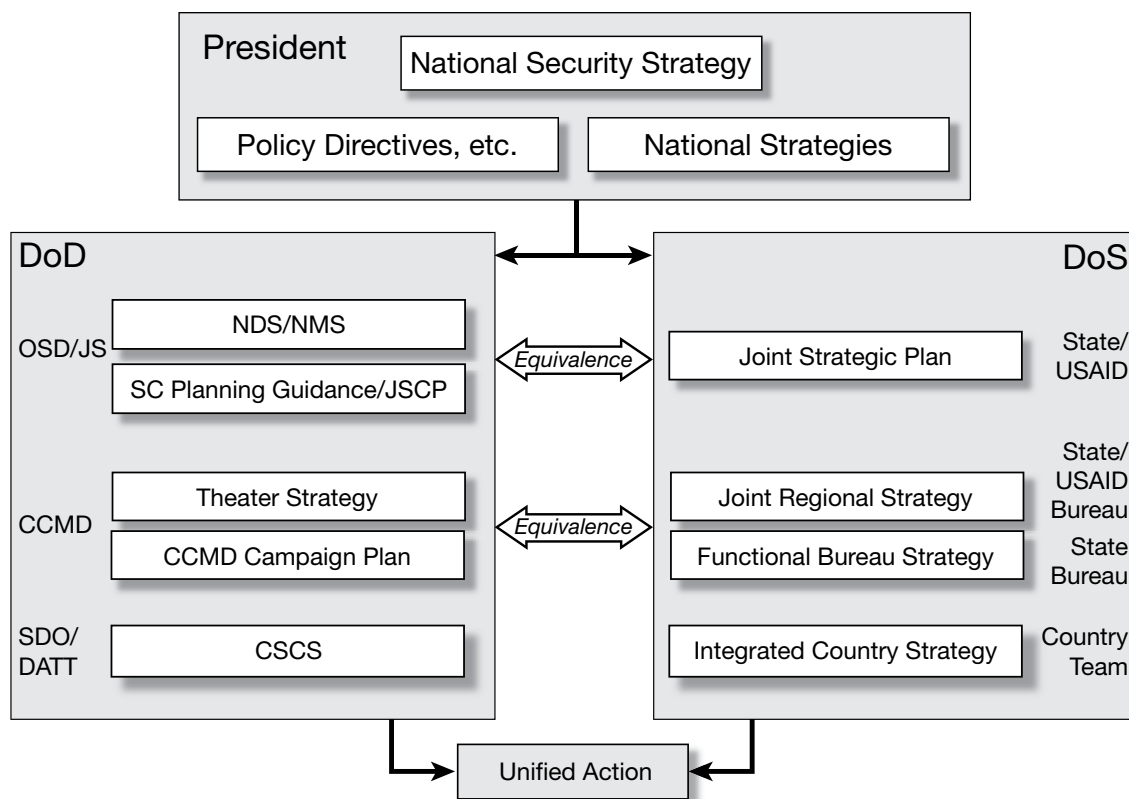 President
National Security Strategy
Policy Directives, etc.
National Strategies
DoD
OSD/JS
NDS/NMS
SC Planning Guidance/JSCP
CCMD
Theater Strategy
CCMD Campaign Plan
SDO/
DATT
CSCS
Equivalence
Equivalence
DoS
Joint Strategic Plan
State/
USAID
Joint Regional Strategy
State/
USAID
Bureau
Functional Bureau Strategy
State
Bureau
Integrated Country Strategy
Country
Team
Unified Action